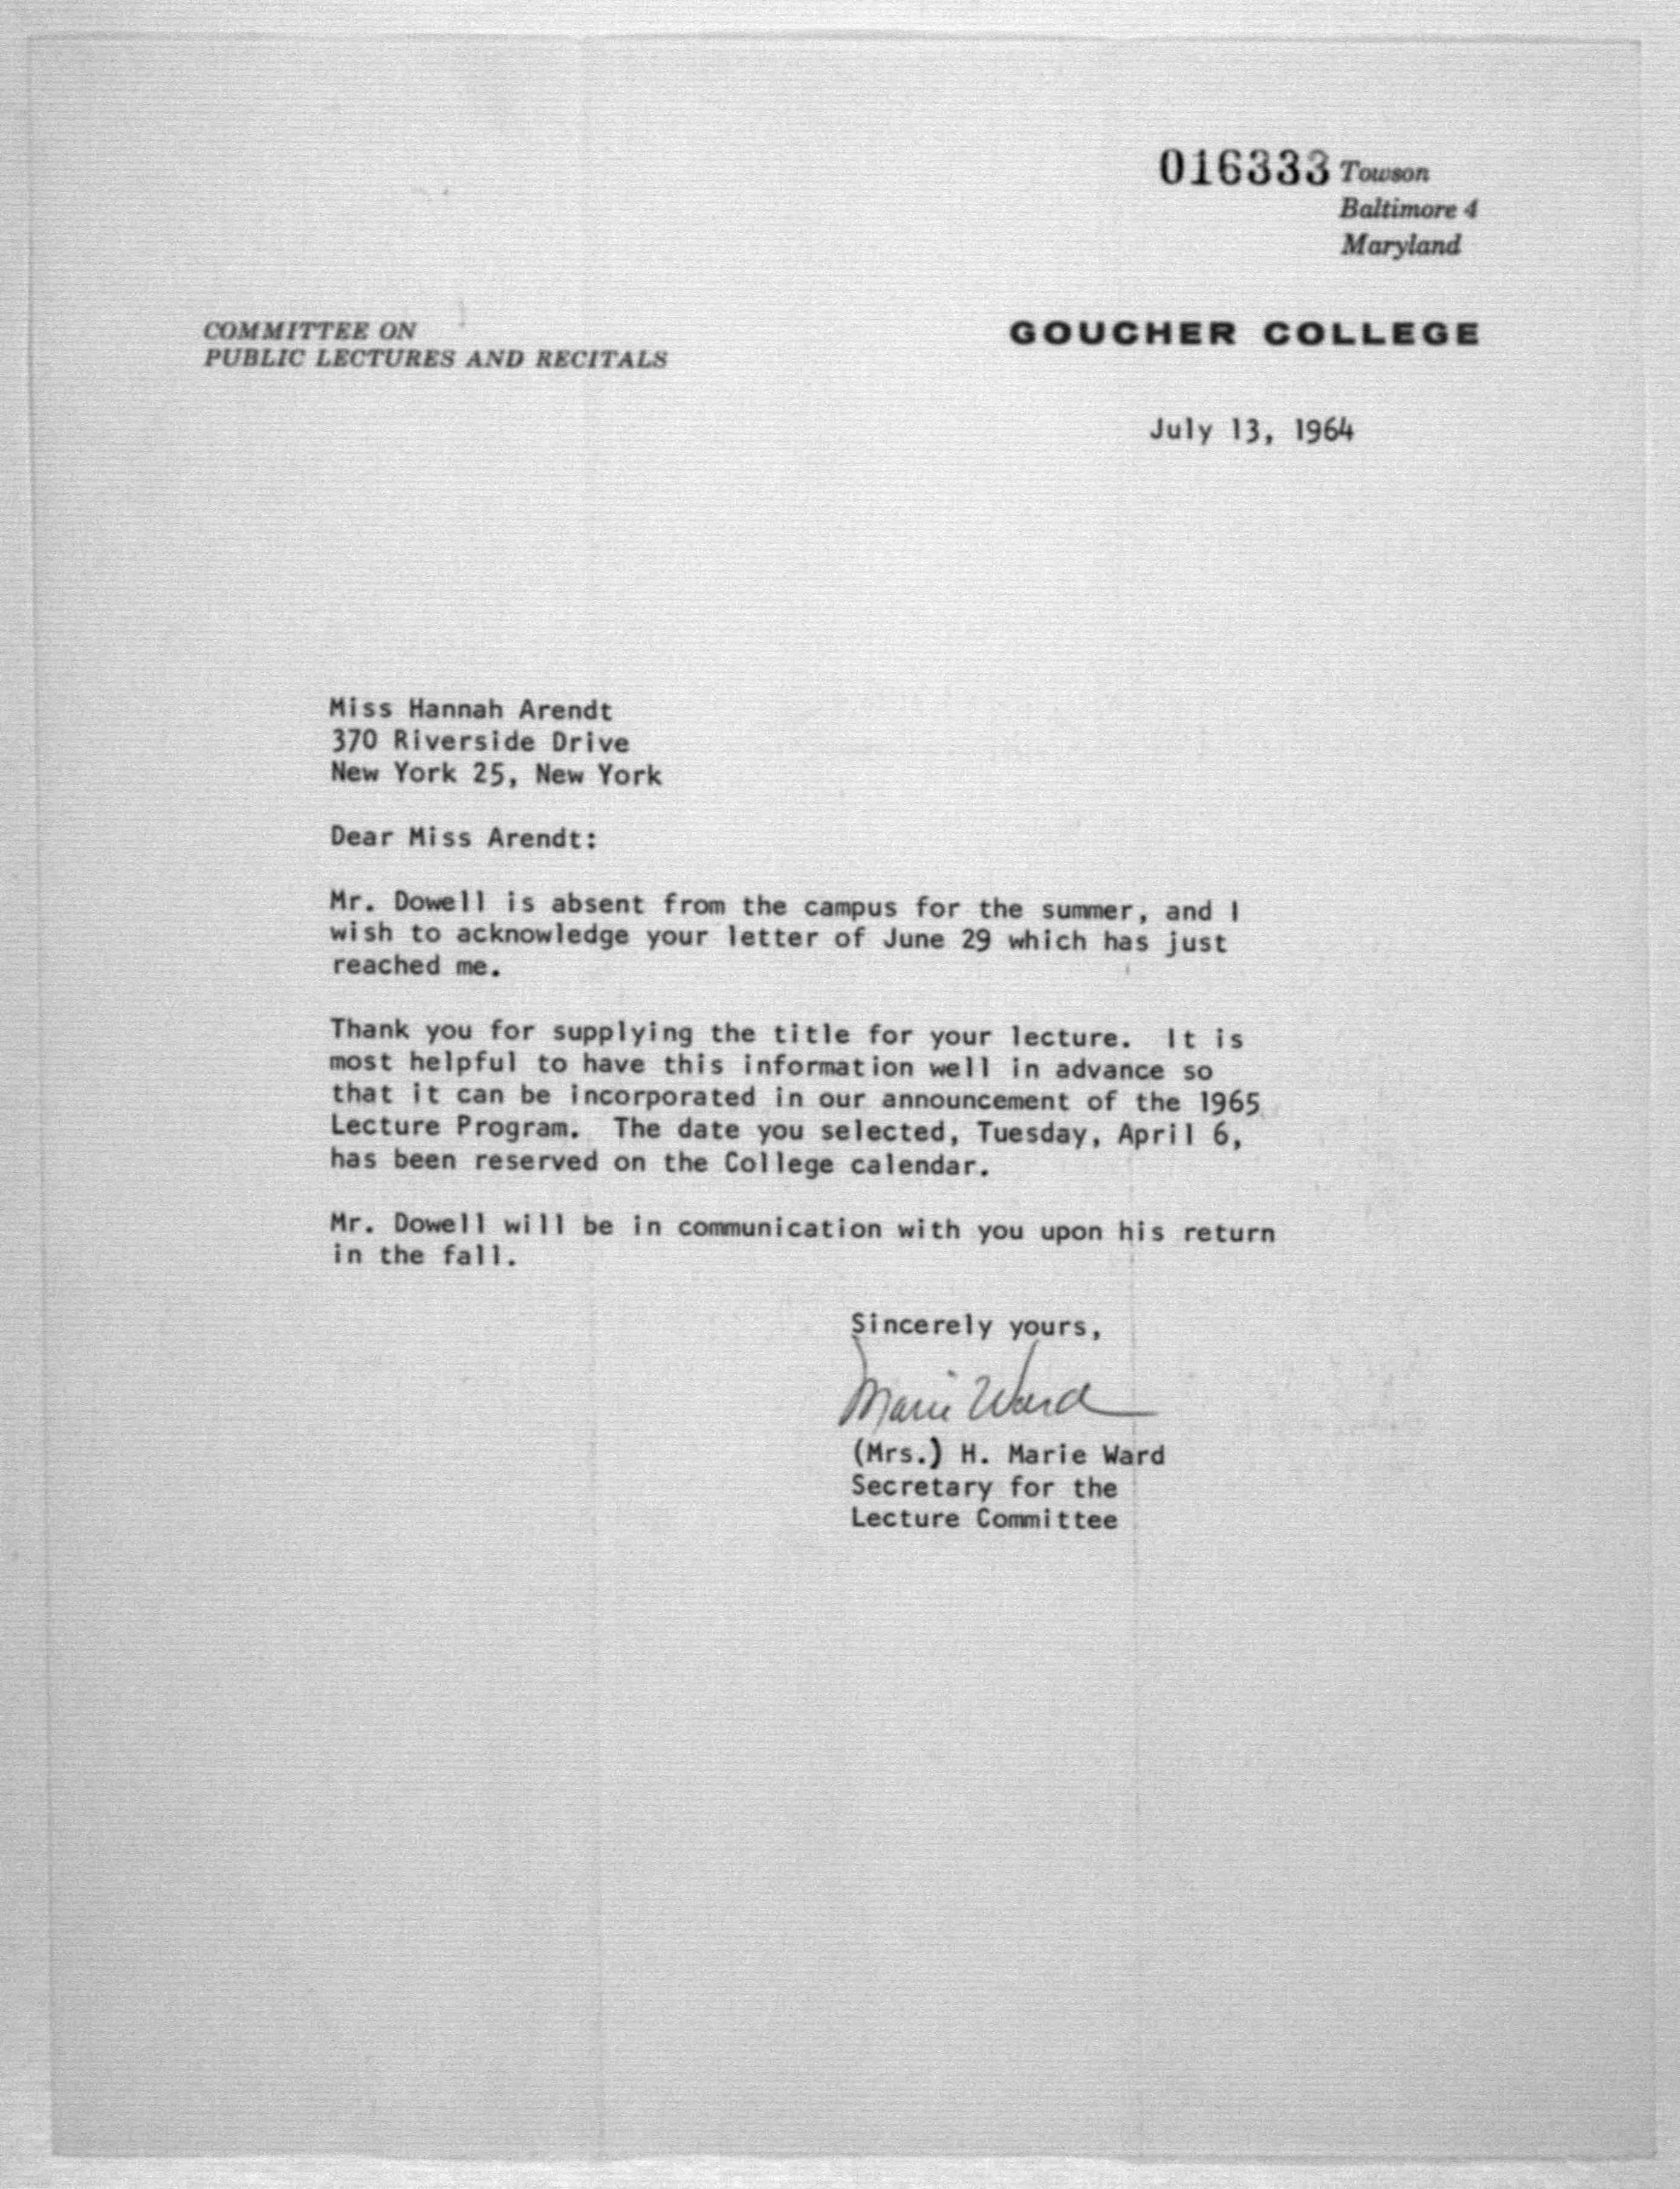 016333 Towson
Baltimore 4
Maryland
COMMITTEE ON
PUBLIC LECTURES AND RECITALS
GOUCHER COLLEGE
July 13, 1964
Miss Hannah Arendt
370 Riverside Drive
New York 25, New York
Dear Miss Arendt:
Mr. Dowell is absent from the campus for the summer, and I
wish to acknowledge your letter of June 29 which has just
reached me.
Thank you for supplying the title for your lecture. It is
most helpful to have this information well in advance so
that it can be incorporated in our announcement of the 1965
Lecture Program. The date you selected, Tuesday, April 6,
has been reserved on the College calendar.
Mr. Dowell will be in communication with you upon his return
in the fall.
Sincerely yours,
Marie Ward
(Mrs.) H. Marie Ward
Secretary for the
Lecture Committee